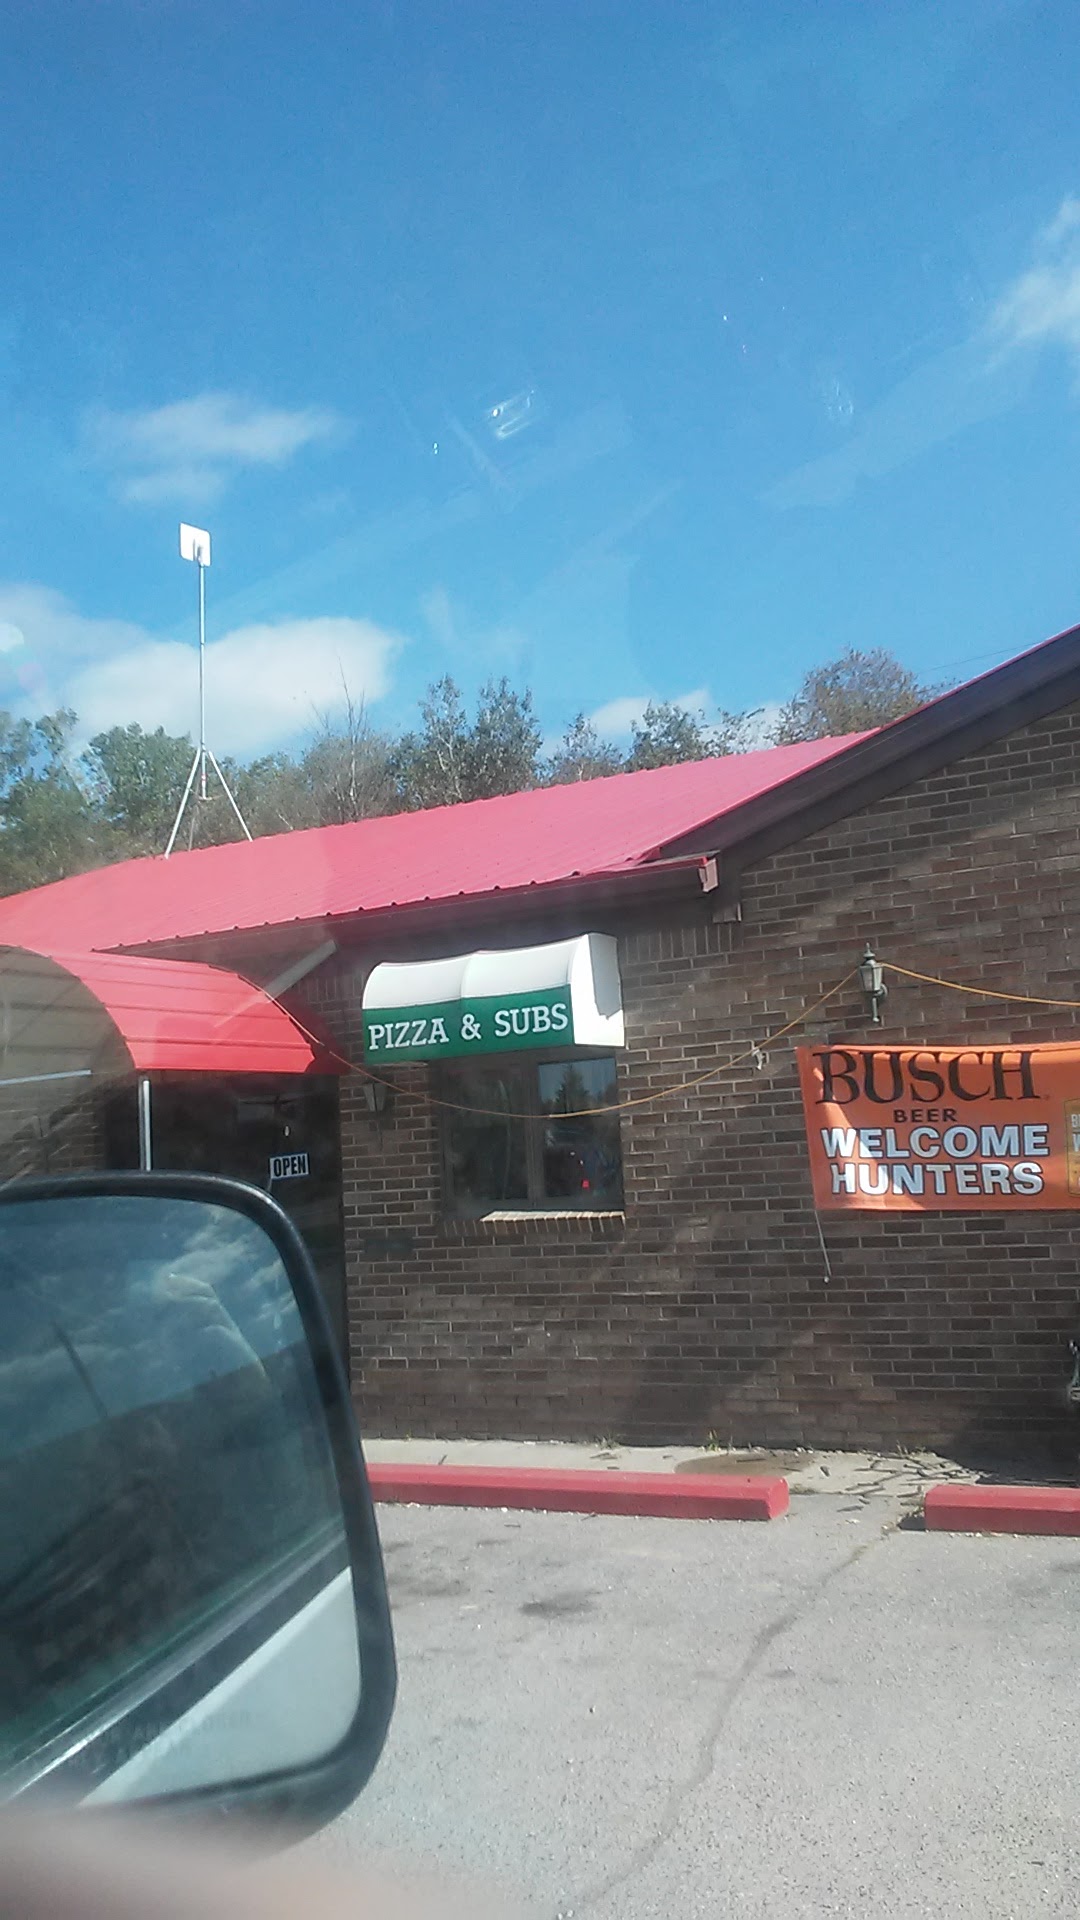 PIZZA & SUBS
OPEN
BUSCH
BEER
WELCOME
HUNTERS